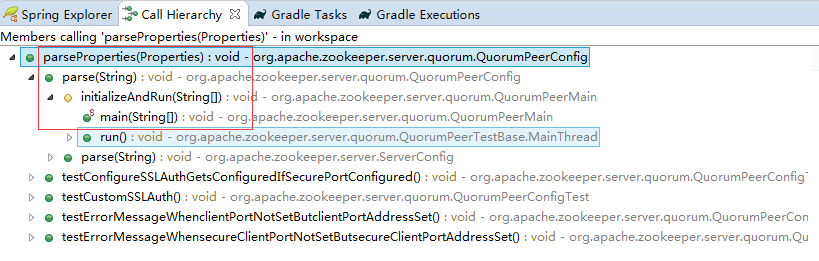 Spring Explorer Call Hierarchy Gradle Tasks Gradle Executions
Members calling 'parseProperties(Properties)' - in workspace
parseProperties(Properties) : void - org.apache.zookeeper.server.quorum.QuorumPeerConfig
parse(String) : void - org.apache.zookeeper.server.quorum.QuorumPeerConfig
initializeAndRun(String[]) : void - org.apache.zookeeper.server.quorum.QuorumPeerMain
S main(String[]) : void - org.apache.zookeeper.server.quorum.QuorumPeerMain
run() : void - org.apache.zookeeper.server.quorum.QuorumPeerTestBase.MainThread
parse(String) : void - org.apache.zookeeper.server.ServerConfig
testConfigureSSLAuthGetsConfiguredIfSecurePortConfigured() : void - org.apache.zookeeper.server.quorum.QuorumPeerConfigT
testCustomSSLAuth() : void - org.apache.zookeeper.server.quorum.QuorumPeerConfigTest
testErrorMessageWhenclientPortNotSetButclientPortAddressSet() : void - org.apache.zookeeper.server.quorum.QuorumPeerCon
testErrorMessageWhensecureClientPortNotSetButsecureClientPortAddressSet() : void - org.apache.zookeeper.server.quorum.Q